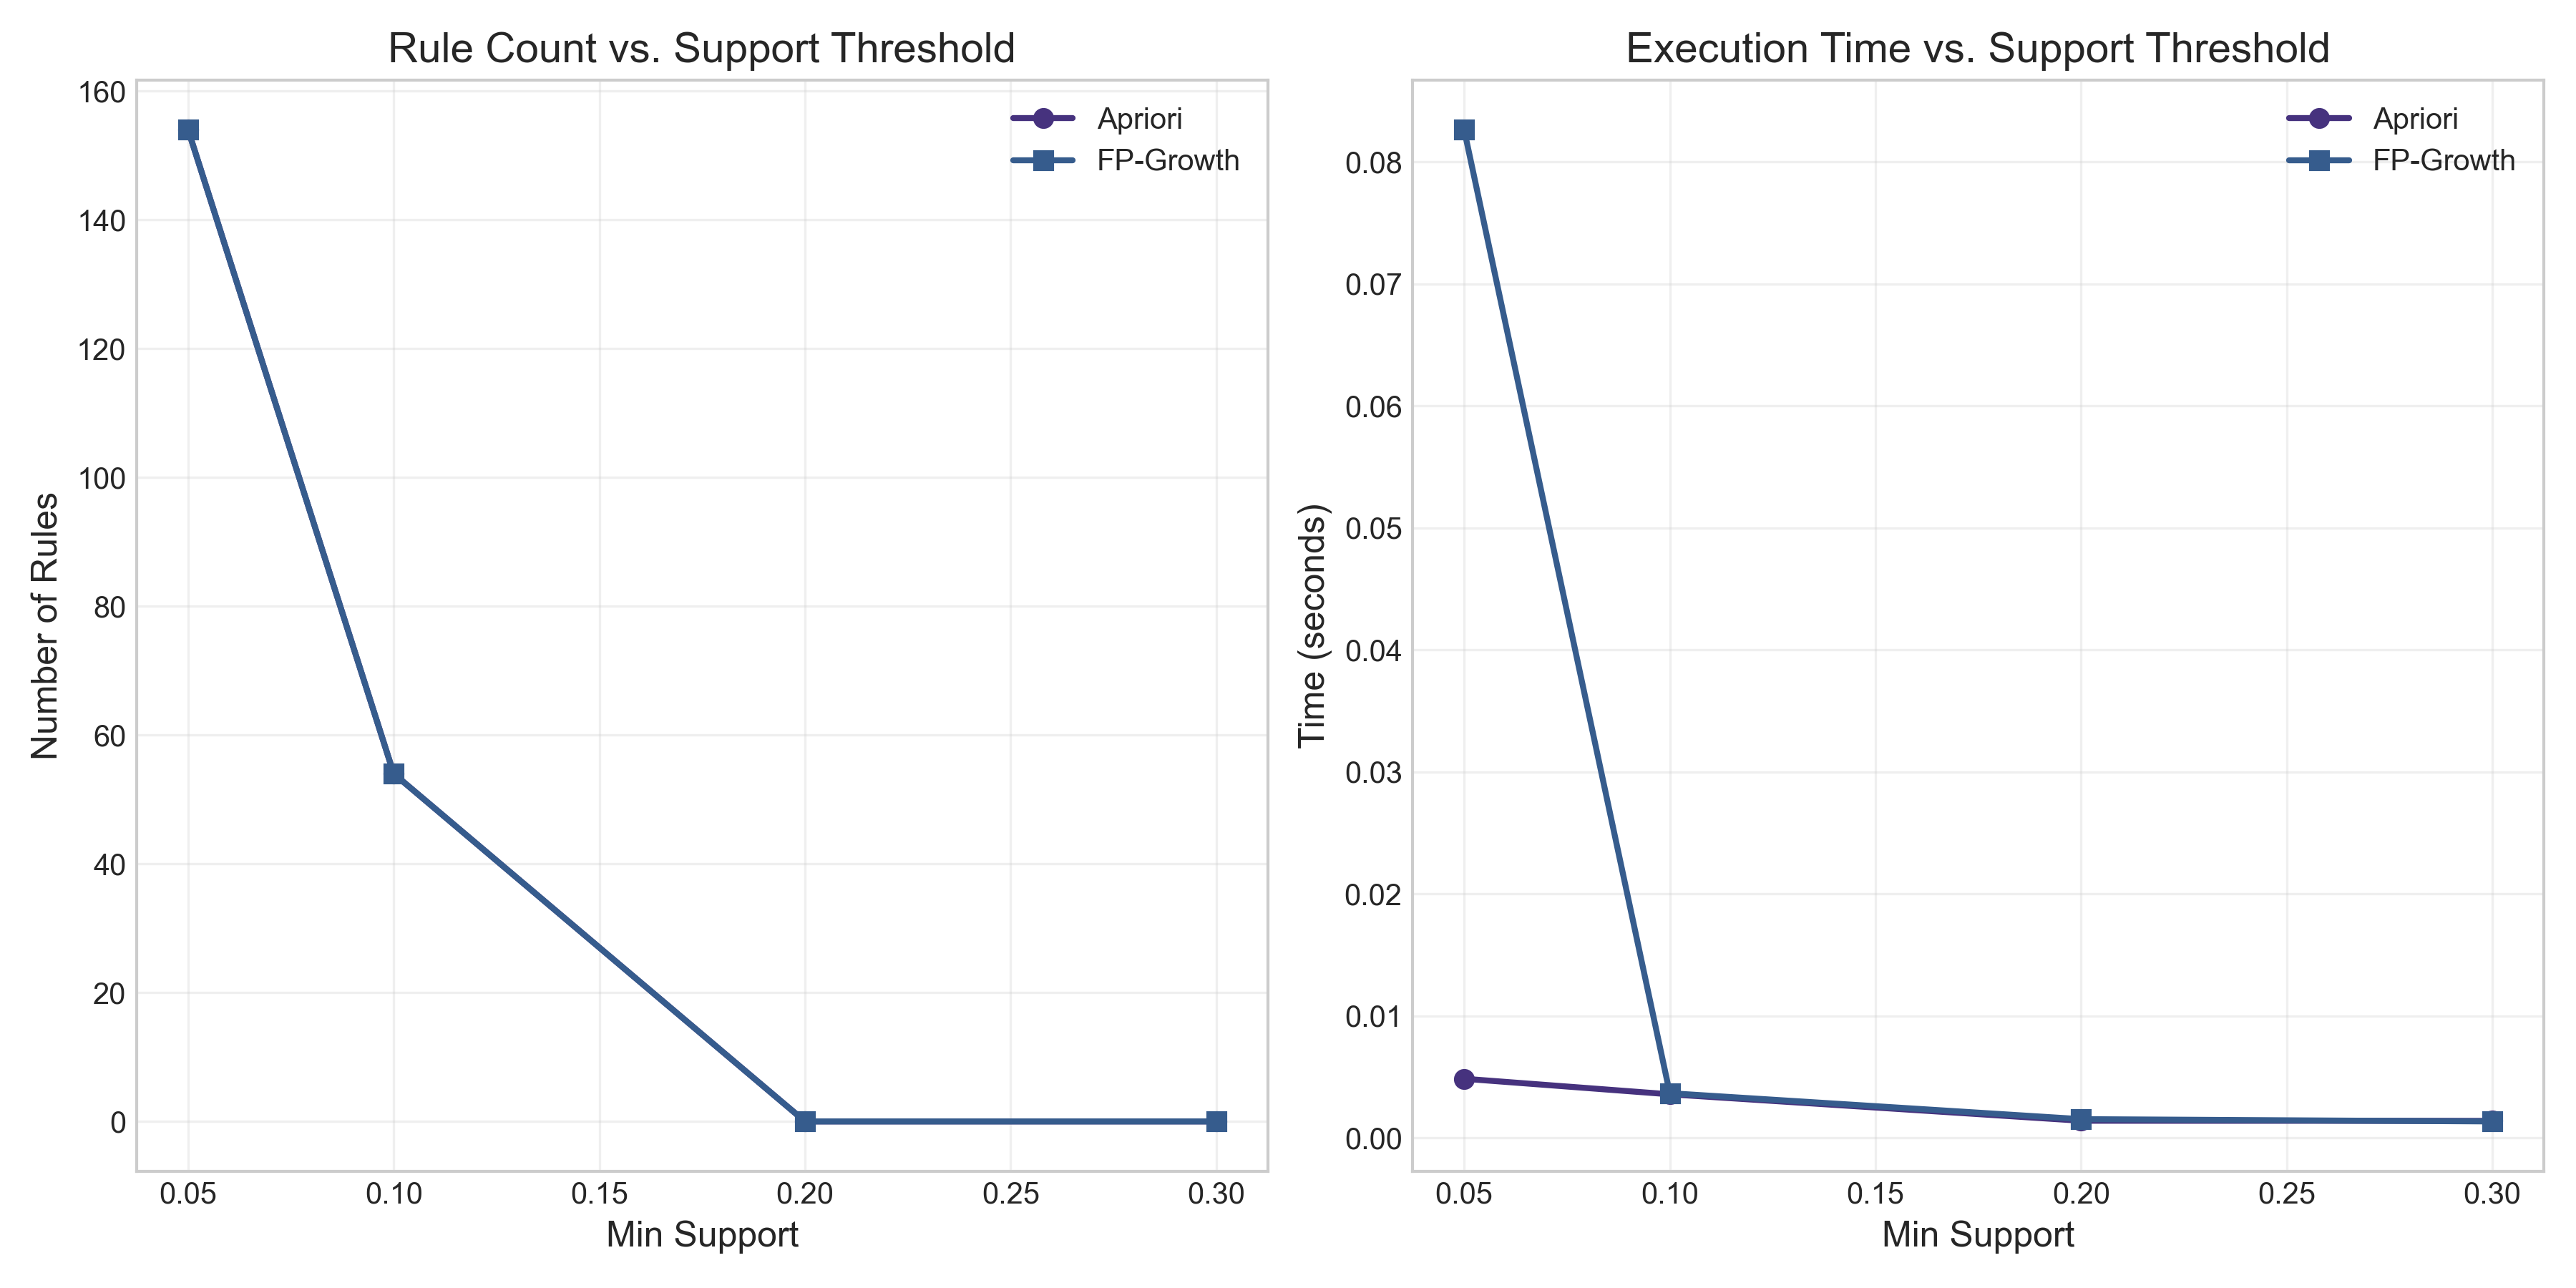 Rule Count vs. Support Threshold
Apriori
FP-Growth
160
140
120
100
80
60
40
20
0
Number of Rules
0.05 0.10 0.15 0.20 0.25 0.30
Min Support
Execution Time vs. Support Threshold
Apriori
FP-Growth
0.08
0.07
0.06
0.05
0.04
0.03
0.02
0.01
0.00
Time (seconds)
0.05 0.10 0.15 0.20 0.25 0.30
Min Support